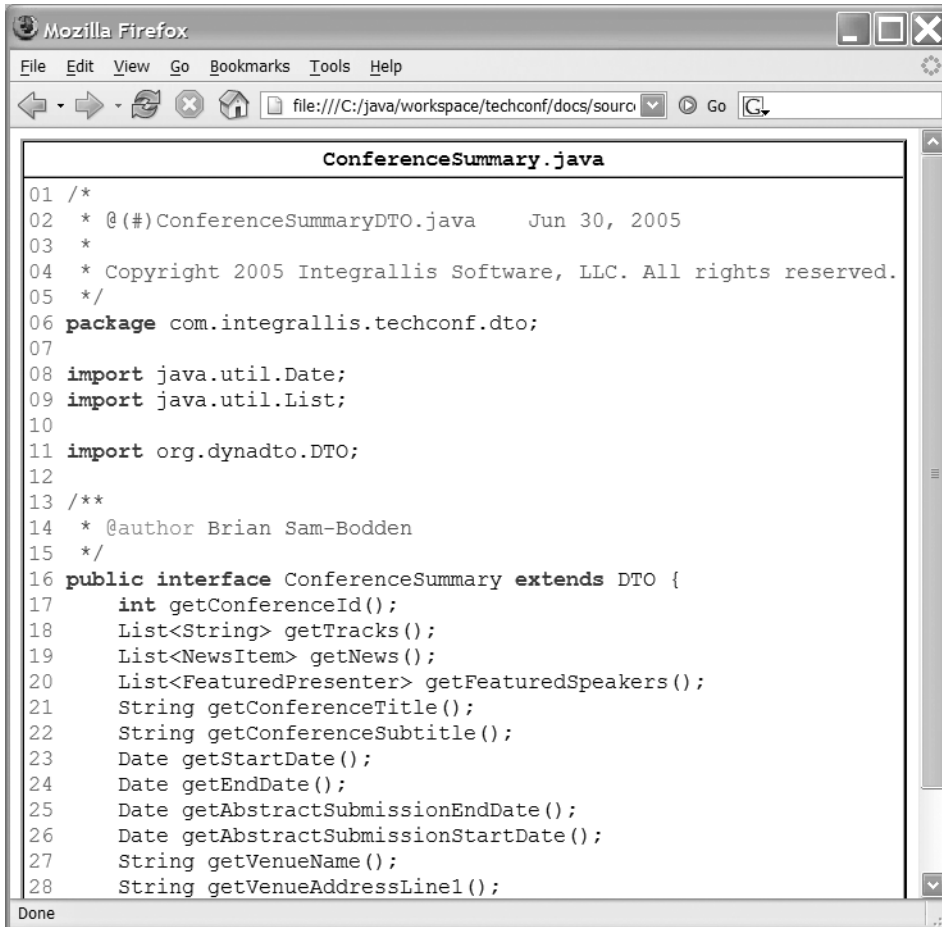 Mozilla Firefox
File Edit View Go Bookmarks Tools Help
file:///C:/java/workspace/techconf/docs/sourc Go G
ConferenceSummary.java
01 /*
02  * @(#)ConferenceSummaryDTO.java    Jun 30, 2005
03  *
04  * Copyright 2005 Integrallis Software, LLC. All rights reserved.
05  */
06 package com.integrallis.techconf.dto;
07
08 import java.util.Date;
09 import java.util.List;
10
11 import org.dynadto.DTO;
12
13 /**
14  * @author Brian Sam-Bodden
15  */
16 public interface ConferenceSummary extends DTO {
17     int getConferenceId();
18     List<String> getTracks();
19     List<NewsItem> getNews();
20     List<FeaturedPresenter> getFeaturedSpeakers();
21     String getConferenceTitle();
22     String getConferenceSubtitle();
23     Date getStartDate();
24     Date getEndDate();
25     Date getAbstractSubmissionEndDate();
26     Date getAbstractSubmissionStartDate();
27     String getVenueName();
28     String getVenueAddressLine1();
Done